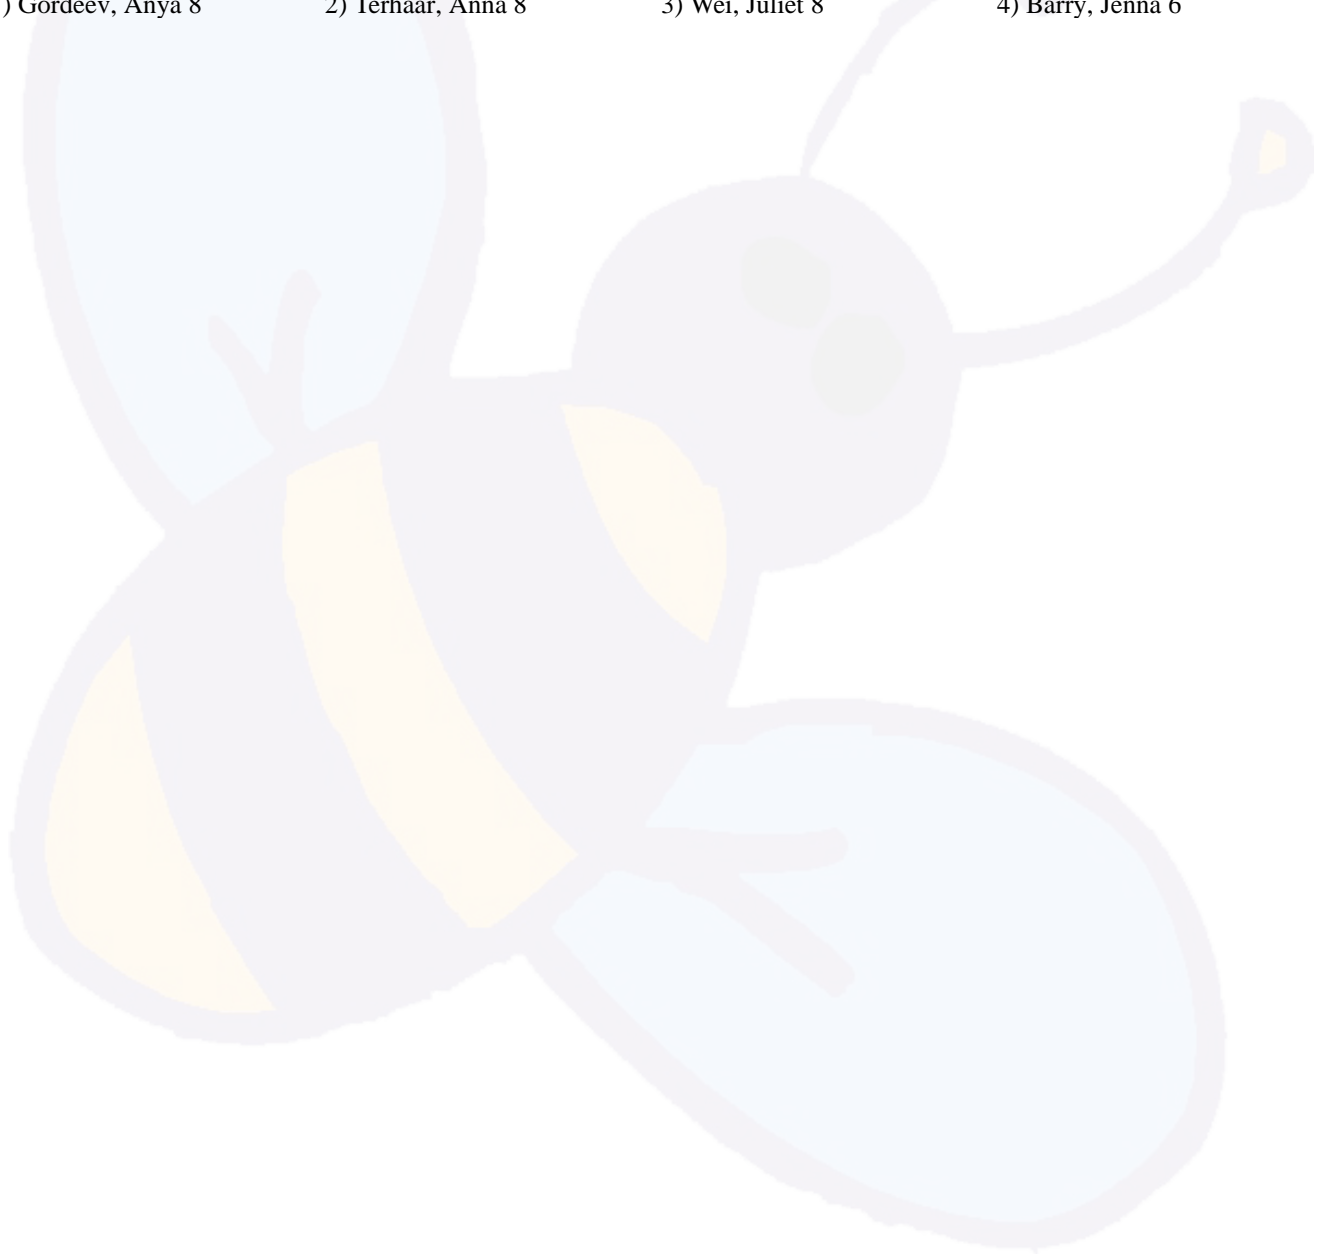 ) Gordeev, Anya 8 2) Terhaar, Anna 8 3) Wei, Juliet 8 4) Barry, Jenna 6